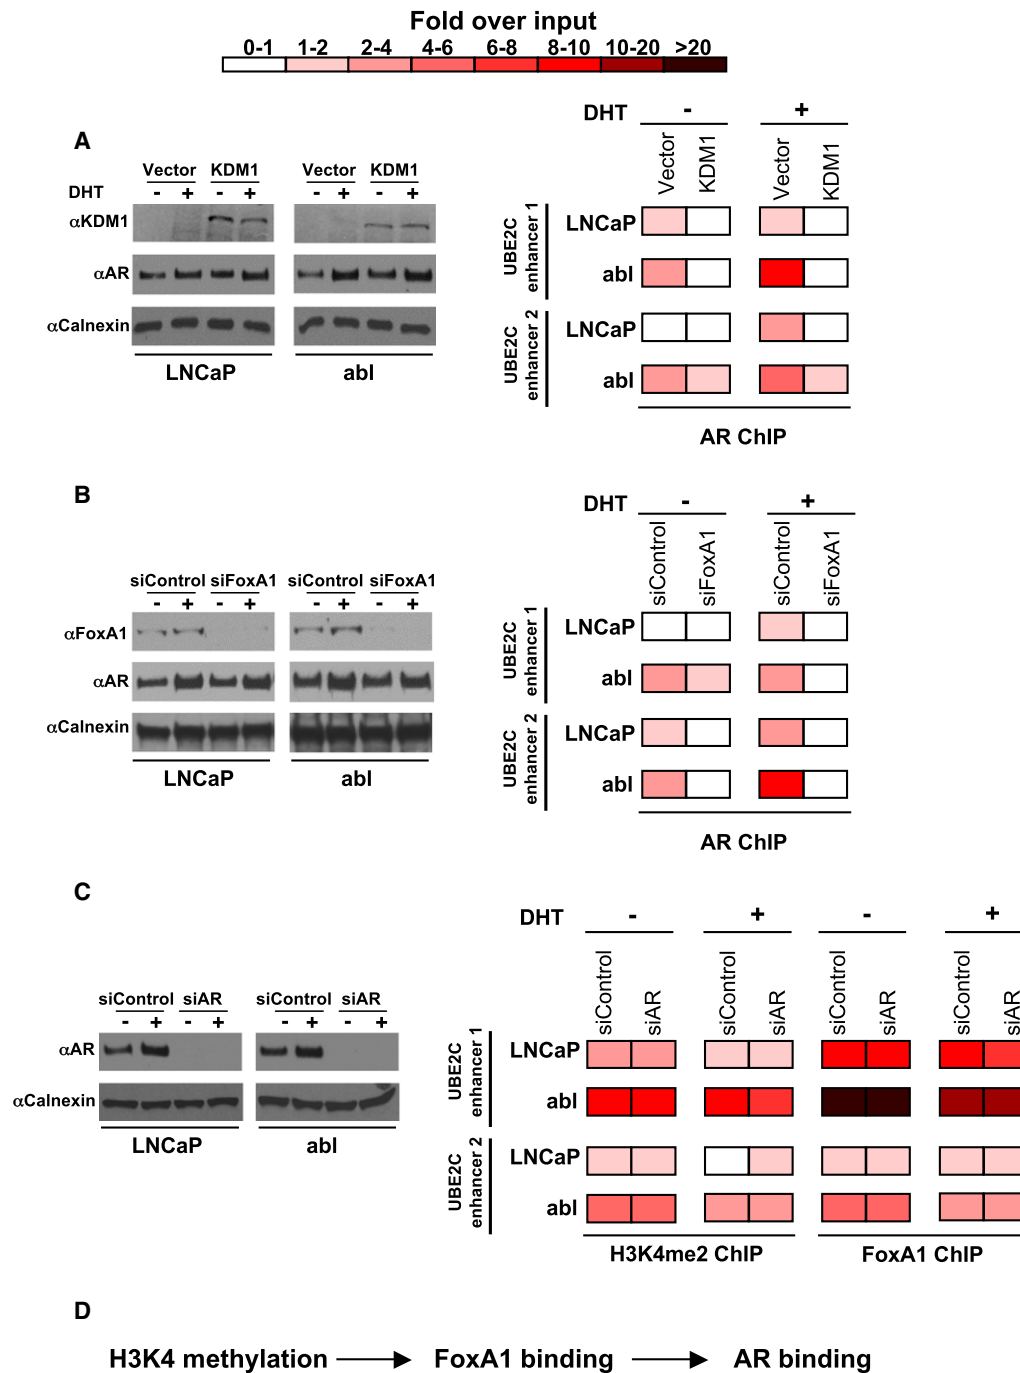 Fold over input
0-1 1-2 2-4 4-6 6-8 8-10 10-20 >20
A
Vector KDM1 Vector KDM1
DHT - + - + - + - +
αKDM1
αAR
αCalnexin
LNCaP abl
DHT - +
Vector KDM1 Vector KDM1
UBE2C enhancer 1
LNCaP
abl
UBE2C enhancer 2
LNCaP
abl
AR ChIP
B
siControl siFoxA1 siControl siFoxA1
- + - + - + - +
αFoxA1
αAR
αCalnexin
LNCaP abl
DHT - +
siControl siFoxA1 siControl siFoxA1
UBE2C enhancer 1
LNCaP
abl
UBE2C enhancer 2
LNCaP
abl
AR ChIP
C
siControl siAR siControl siAR
- + - + - + - +
αAR
αCalnexin
LNCaP abl
DHT - + - +
siControl siAR siControl siAR siControl siAR siControl siAR
UBE2C enhancer 1
LNCaP
abl
UBE2C enhancer 2
LNCaP
abl
H3K4me2 ChIP FoxA1 ChIP
D
H3K4 methylation → FoxA1 binding → AR binding